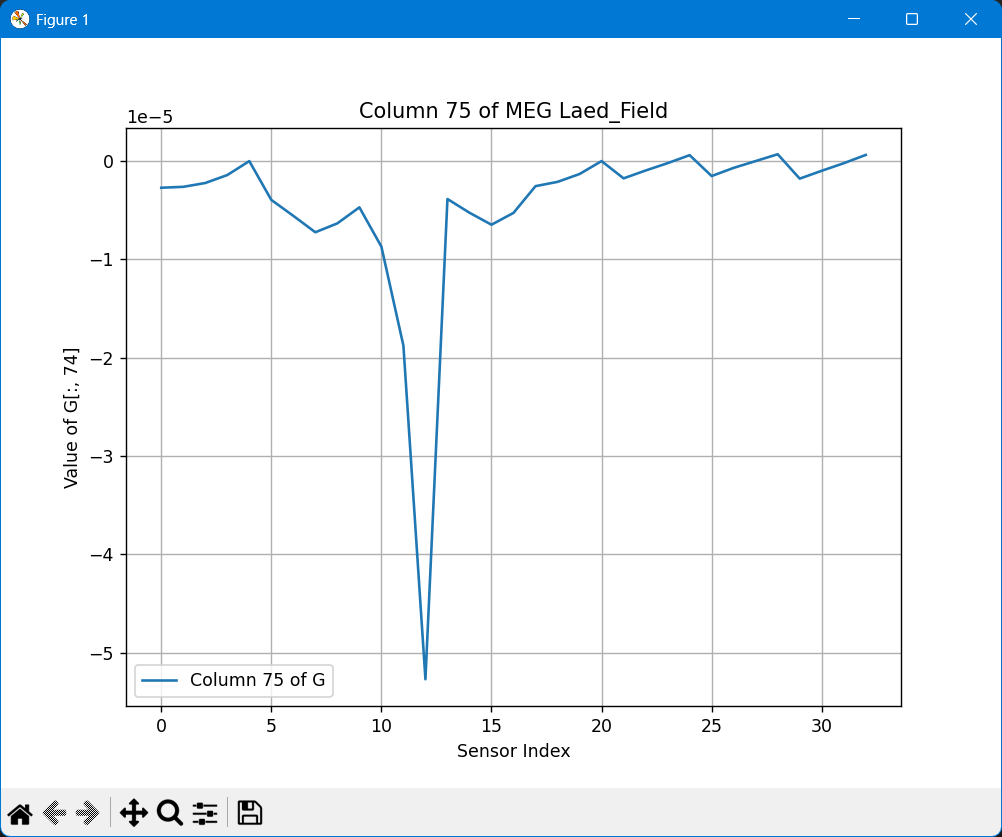 Figure 1
Column 75 of MEG Laed_Field
1e−5
0
−1
−2
−3
−4
−5
Value of G[:, 74]
Column 75 of G
0 5 10 15 20 25 30
Sensor Index